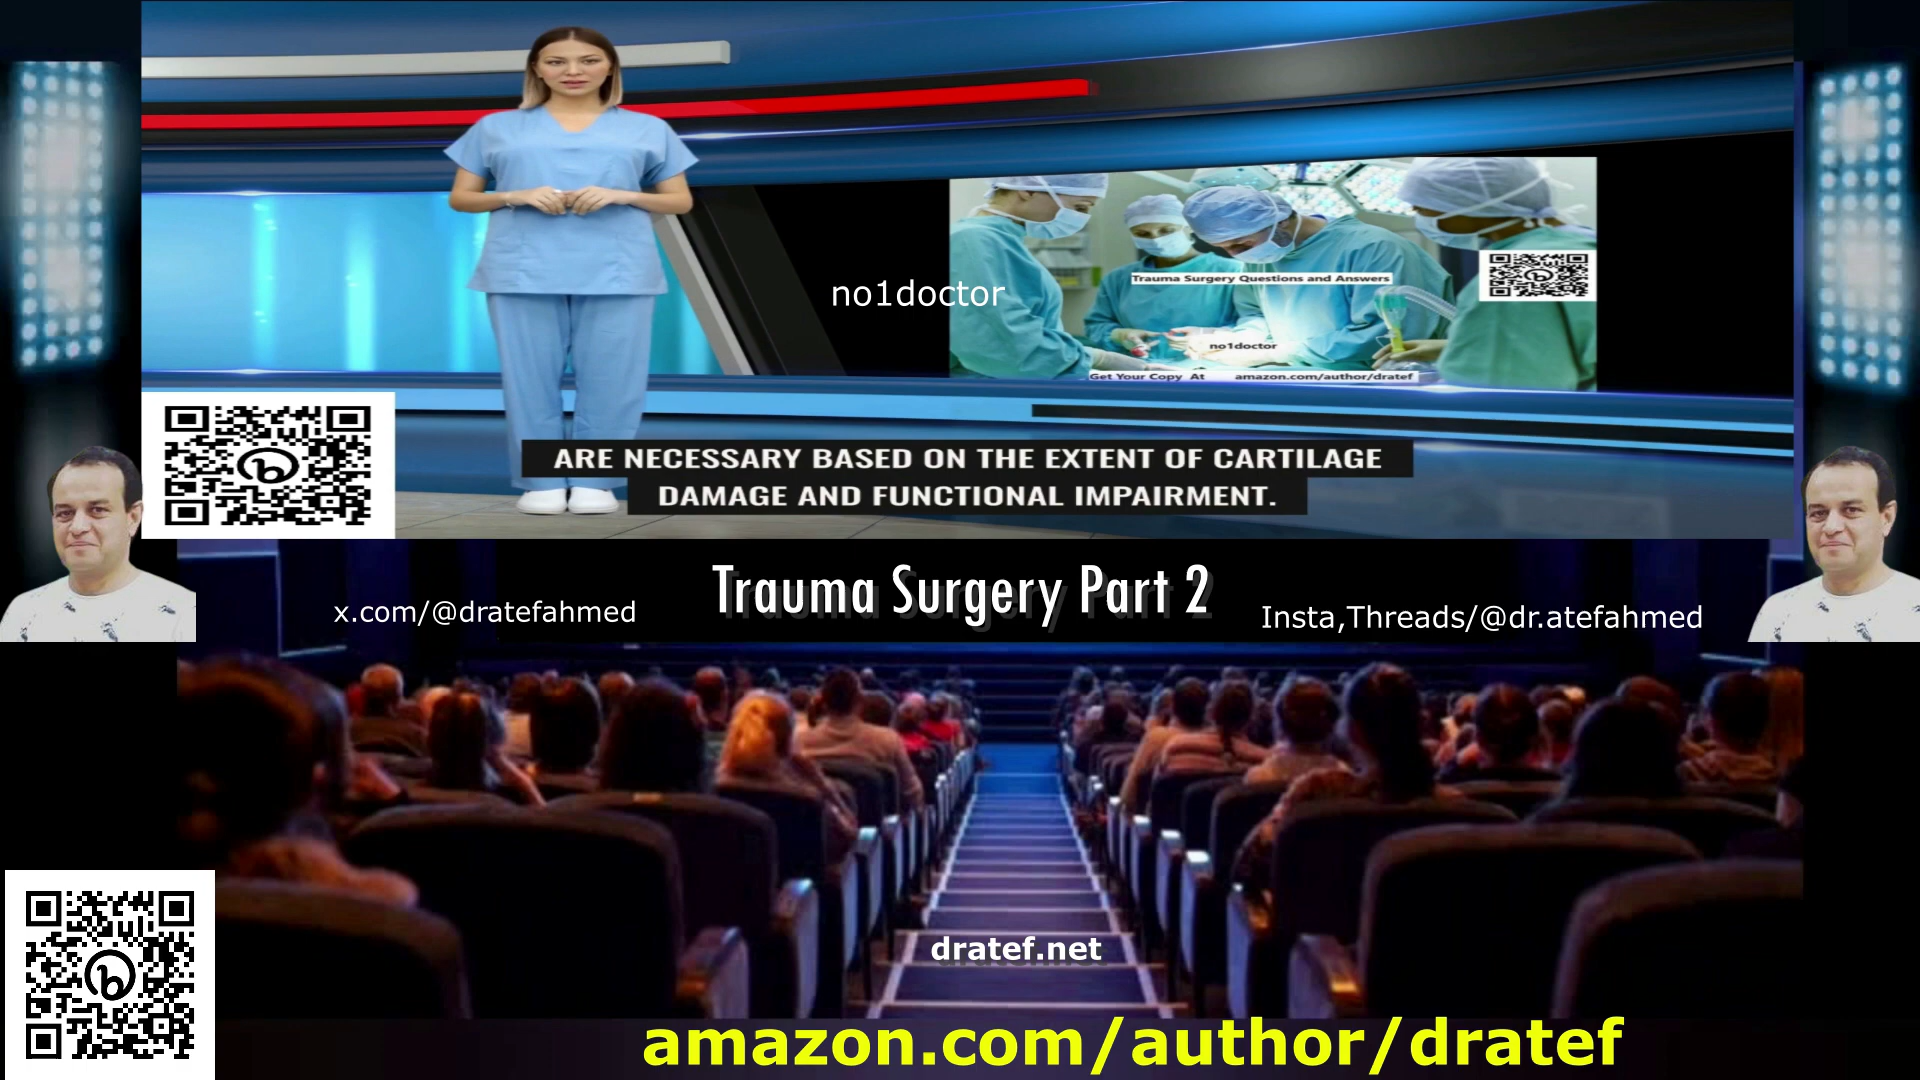 no1doctor
Trauma Surgery Questions and Answers
no1doctor
Get Your Copy At amazon.com/author/dratef
ARE NECESSARY BASED ON THE EXTENT OF CARTILAGE
DAMAGE AND FUNCTIONAL IMPAIRMENT.
Trauma Surgery Part 2
x.com/@dratefahmed
Insta,Threads/@dr.atefahmed
dratef.net
amazon.com/author/dratef